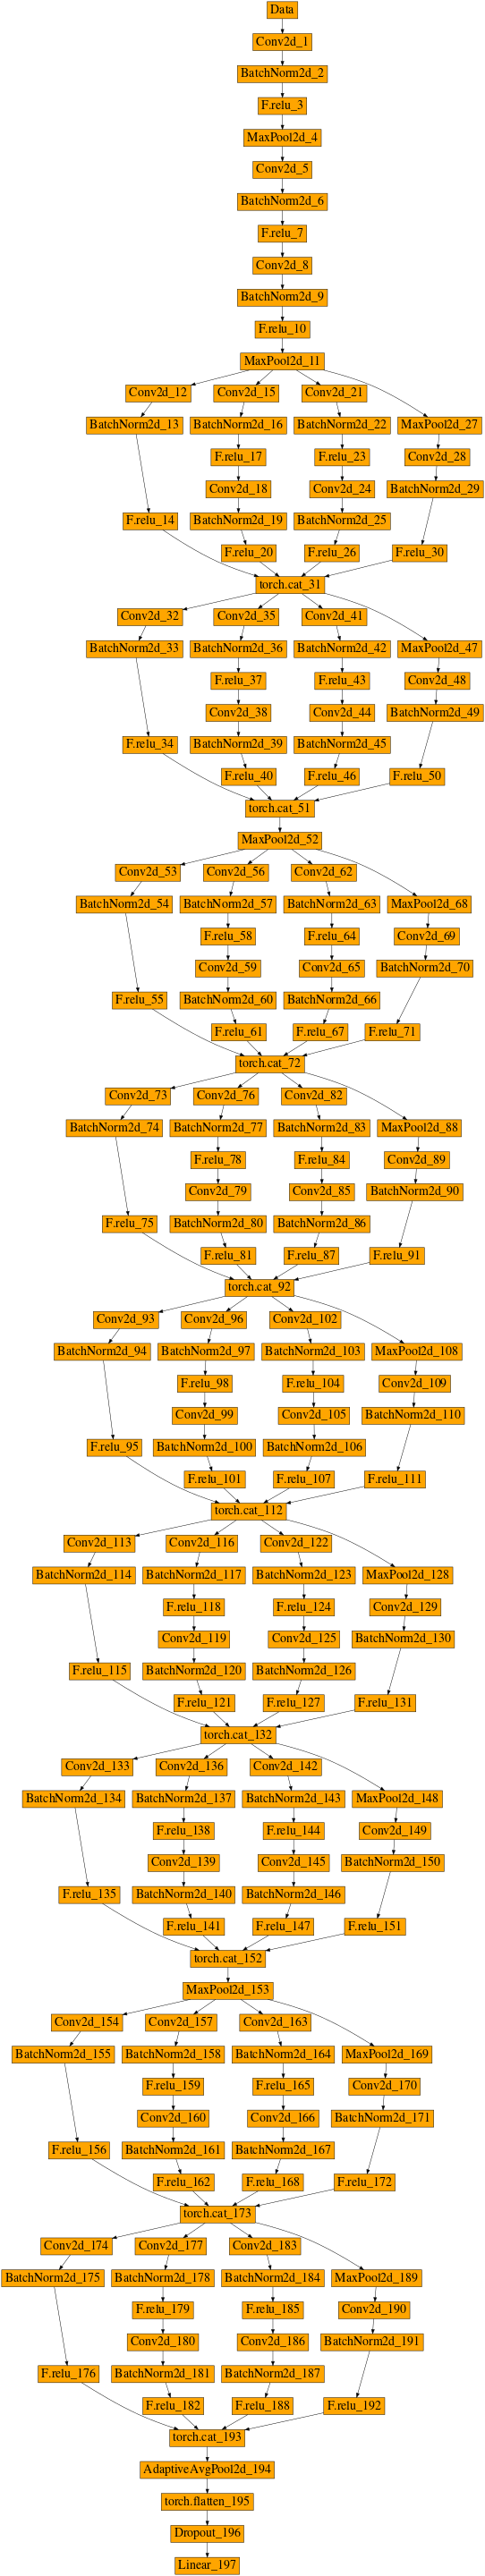 Data
Conv2d_1
BatchNorm2d_2
F.relu_3
MaxPool2d_4
Conv2d_5
BatchNorm2d_6
F.relu_7
Conv2d_8
BatchNorm2d_9
F.relu_10
MaxPool2d_11
Conv2d_12 Conv2d_15 Conv2d_21
BatchNorm2d_13 BatchNorm2d_16 BatchNorm2d_22 MaxPool2d_27
F.relu_17 F.relu_23 Conv2d_28
Conv2d_18 Conv2d_24 BatchNorm2d_29
F.relu_14 BatchNorm2d_19 BatchNorm2d_25
F.relu_20 F.relu_26 F.relu_30
torch.cat_31
Conv2d_32 Conv2d_35 Conv2d_41
BatchNorm2d_33 BatchNorm2d_36 BatchNorm2d_42 MaxPool2d_47
F.relu_37 F.relu_43 Conv2d_48
Conv2d_38 Conv2d_44 BatchNorm2d_49
F.relu_34 BatchNorm2d_39 BatchNorm2d_45
F.relu_40 F.relu_46 F.relu_50
torch.cat_51
MaxPool2d_52
Conv2d_53 Conv2d_56 Conv2d_62
BatchNorm2d_54 BatchNorm2d_57 BatchNorm2d_63 MaxPool2d_68
F.relu_58 F.relu_64 Conv2d_69
Conv2d_59 Conv2d_65 BatchNorm2d_70
F.relu_55 BatchNorm2d_60 BatchNorm2d_66
F.relu_61 F.relu_67 F.relu_71
torch.cat_72
Conv2d_73 Conv2d_76 Conv2d_82
BatchNorm2d_74 BatchNorm2d_77 BatchNorm2d_83 MaxPool2d_88
F.relu_78 F.relu_84 Conv2d_89
Conv2d_79 Conv2d_85 BatchNorm2d_90
F.relu_75 BatchNorm2d_80 BatchNorm2d_86
F.relu_81 F.relu_87 F.relu_91
torch.cat_92
Conv2d_93 Conv2d_96 Conv2d_102
BatchNorm2d_94 BatchNorm2d_97 BatchNorm2d_103 MaxPool2d_108
F.relu_98 F.relu_104 Conv2d_109
Conv2d_99 Conv2d_105 BatchNorm2d_110
F.relu_95 BatchNorm2d_100 BatchNorm2d_106
F.relu_101 F.relu_107 F.relu_111
torch.cat_112
Conv2d_113 Conv2d_116 Conv2d_122
BatchNorm2d_114 BatchNorm2d_117 BatchNorm2d_123 MaxPool2d_128
F.relu_118 F.relu_124 Conv2d_129
Conv2d_119 Conv2d_125 BatchNorm2d_130
F.relu_115 BatchNorm2d_120 BatchNorm2d_126
F.relu_121 F.relu_127 F.relu_131
torch.cat_132
Conv2d_133 Conv2d_136 Conv2d_142
BatchNorm2d_134 BatchNorm2d_137 BatchNorm2d_143 MaxPool2d_148
F.relu_138 F.relu_144 Conv2d_149
Conv2d_139 Conv2d_145 BatchNorm2d_150
F.relu_135 BatchNorm2d_140 BatchNorm2d_146
F.relu_141 F.relu_147 F.relu_151
torch.cat_152
MaxPool2d_153
Conv2d_154 Conv2d_157 Conv2d_163
BatchNorm2d_155 BatchNorm2d_158 BatchNorm2d_164 MaxPool2d_169
F.relu_159 F.relu_165 Conv2d_170
Conv2d_160 Conv2d_166 BatchNorm2d_171
F.relu_156 BatchNorm2d_161 BatchNorm2d_167
F.relu_162 F.relu_168 F.relu_172
torch.cat_173
Conv2d_174 Conv2d_177 Conv2d_183
BatchNorm2d_175 BatchNorm2d_178 BatchNorm2d_184 MaxPool2d_189
F.relu_179 F.relu_185 Conv2d_190
Conv2d_180 Conv2d_186 BatchNorm2d_191
F.relu_176 BatchNorm2d_181 BatchNorm2d_187
F.relu_182 F.relu_188 F.relu_192
torch.cat_193
AdaptiveAvgPool2d_194
torch.flatten_195
Dropout_196
Linear_197